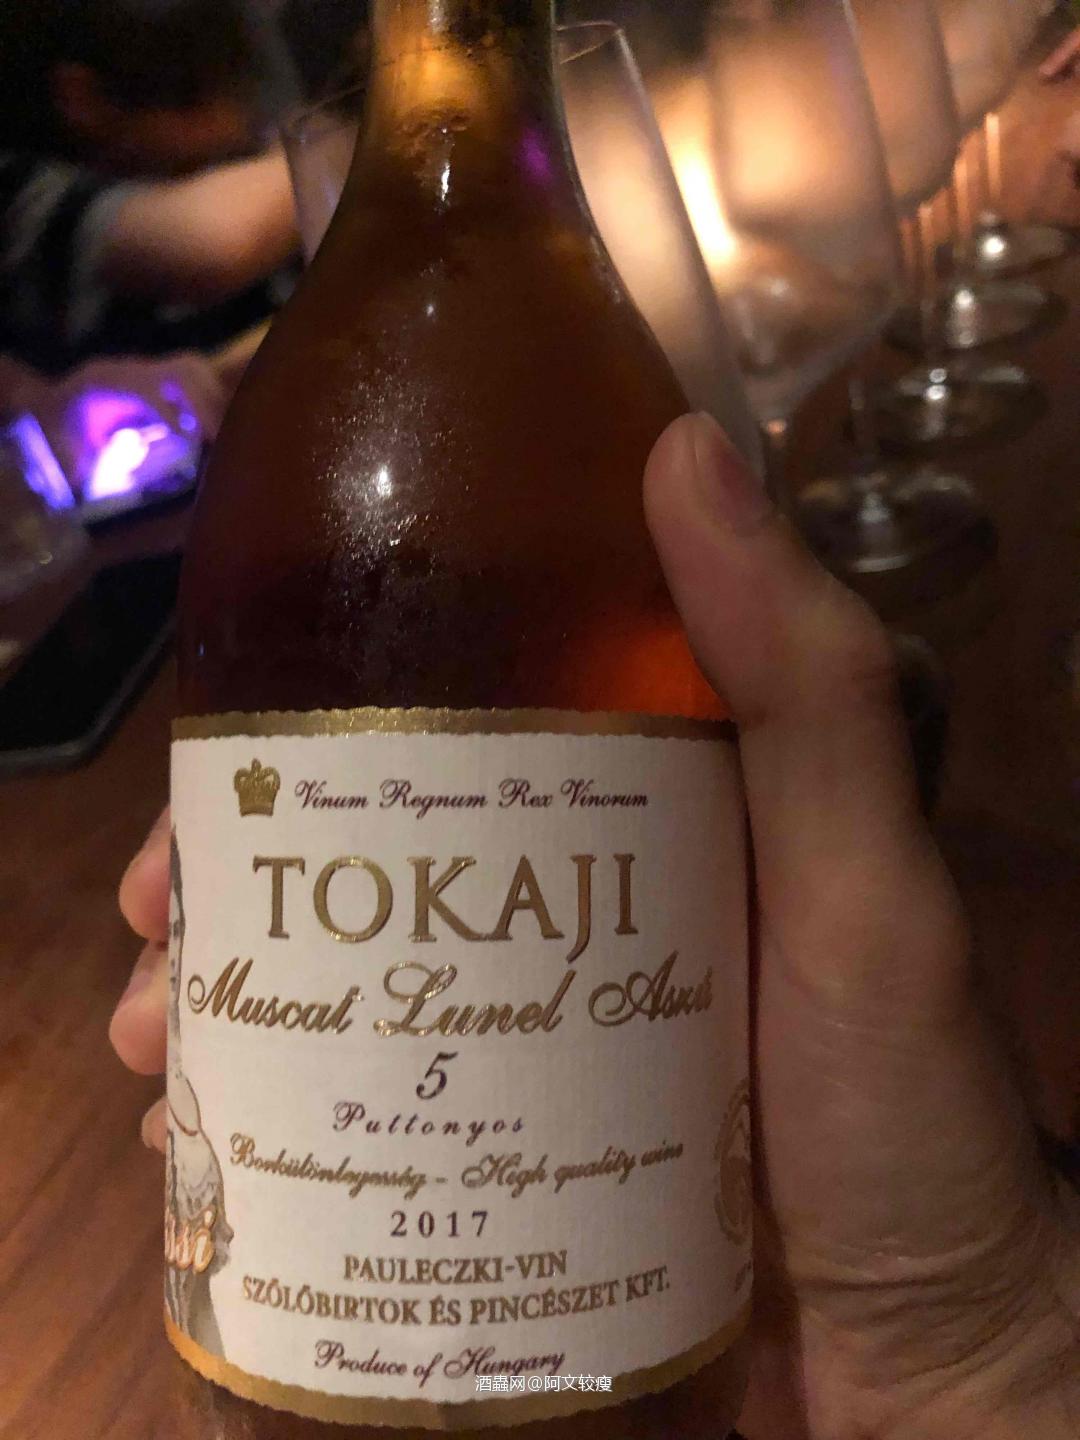 Vinum Regnum Rex Vinorum
TOKAJI
Muscat Lunel Aszú
5
Puttonyos
Borkülönlegesség - High quality wine
2017
PAULECZKI-VIN
SZŐLŐBIRTOK ÉS PINCÉSZET KFT.
Produce of Hungary
酒蟲网@阿文较瘦